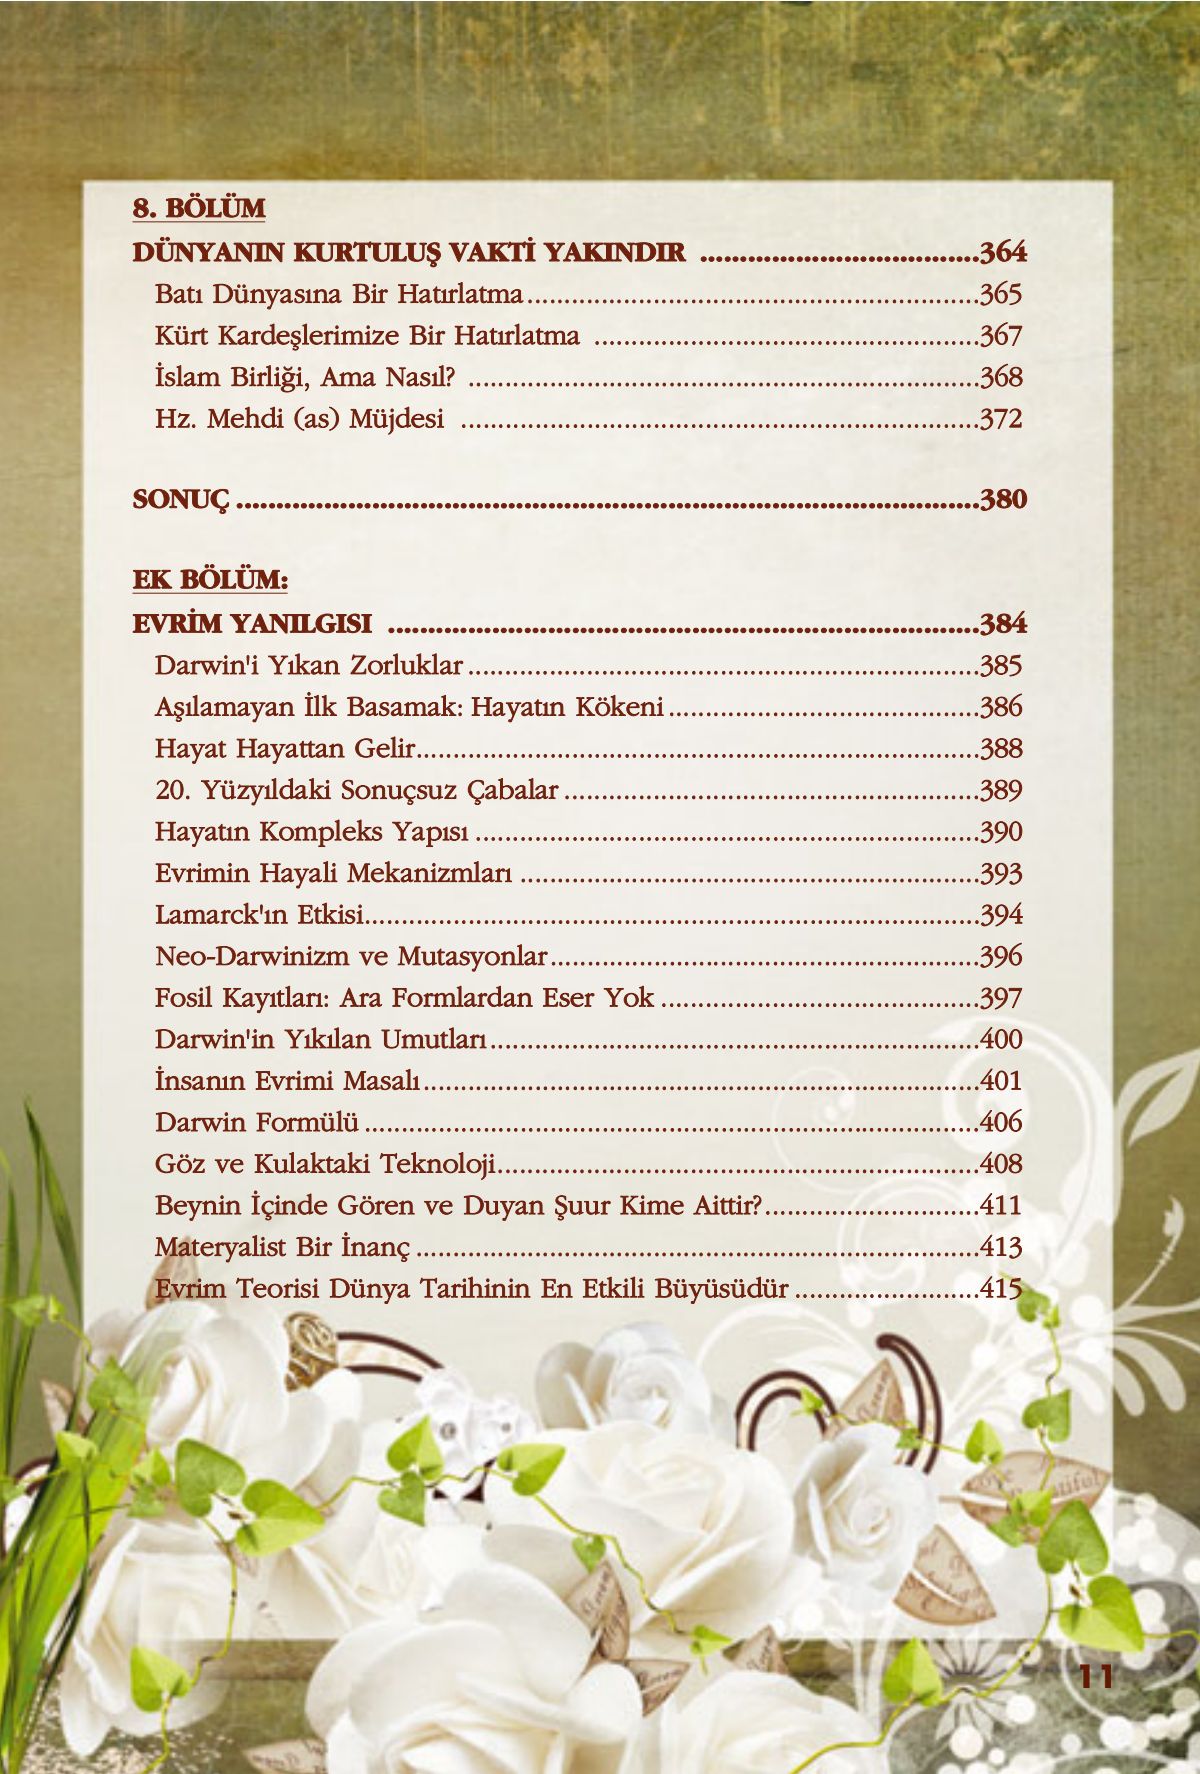 8. BÖLÜM
DÜNYANIN KURTULUŞ VAKTİ YAKINDIR ...................................364
Batı Dünyasına Bir Hatırlatma.............................................................365
Kürt Kardeşlerimize Bir Hatırlatma ....................................................367
İslam Birliği, Ama Nasıl? .....................................................................368
Hz. Mehdi (as) Müjdesi ......................................................................372
SONUÇ .............................................................................................380
EK BÖLÜM:
EVRİM YANILGISI ..........................................................................384
Darwin'i Yıkan Zorluklar .....................................................................385
Aşılamayan İlk Basamak: Hayatın Kökeni ..........................................386
Hayat Hayattan Gelir............................................................................388
20. Yüzyıldaki Sonuçsuz Çabalar ........................................................389
Hayatın Kompleks Yapısı ....................................................................390
Evrimin Hayali Mekanizmları ..............................................................393
Lamarck'ın Etkisi...................................................................................394
Neo-Darwinizm ve Mutasyonlar..........................................................396
Fosil Kayıtları: Ara Formlardan Eser Yok ...........................................397
Darwin'in Yıkılan Umutları..................................................................400
İnsanın Evrimi Masalı...........................................................................401
Darwin Formülü ...................................................................................406
Göz ve Kulaktaki Teknoloji.................................................................408
Beynin İçinde Gören ve Duyan Şuur Kime Aittir?.............................411
Materyalist Bir İnanç ............................................................................413
Evrim Teorisi Dünya Tarihinin En Etkili Büyüsüdür .........................415
11